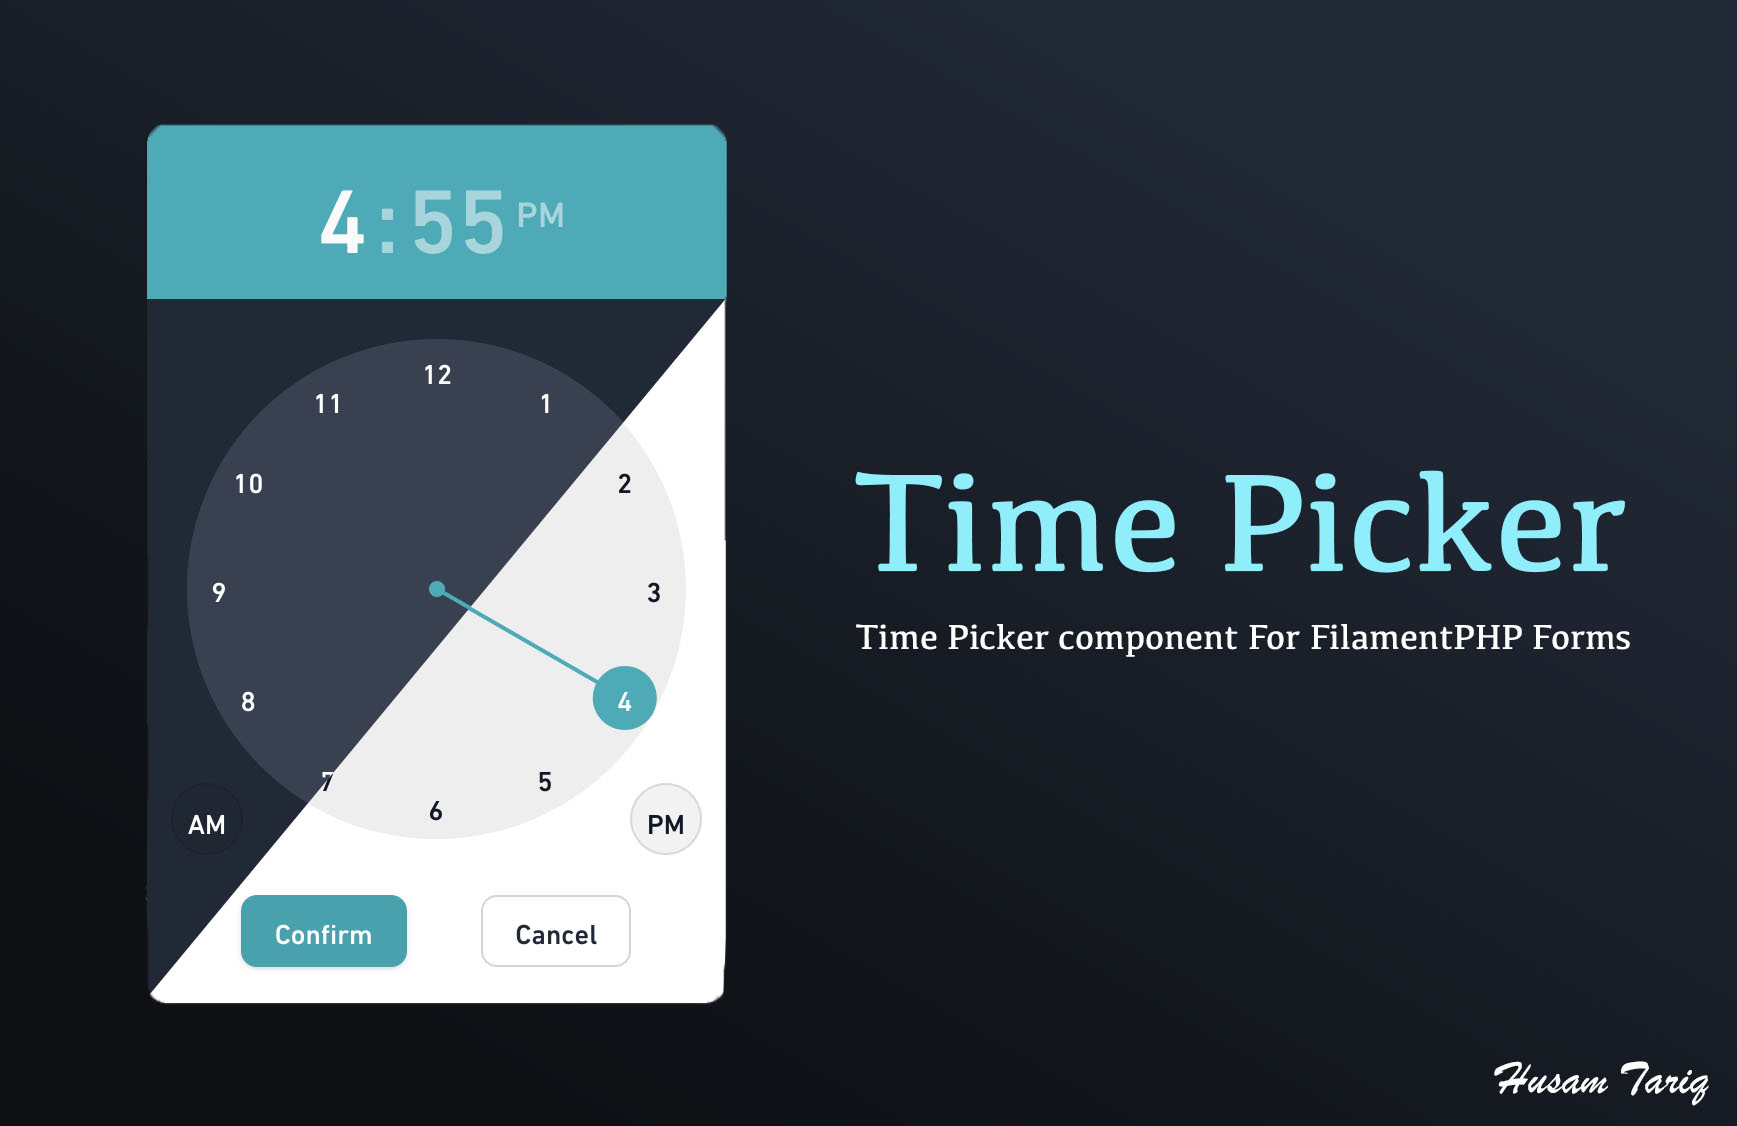 4:55 PM
12
11 1
10 2
9 3
8 4
7 5
6
AM PM
Confirm Cancel
Time Picker
Time Picker component For FilamentPHP Forms
Husam Tariq